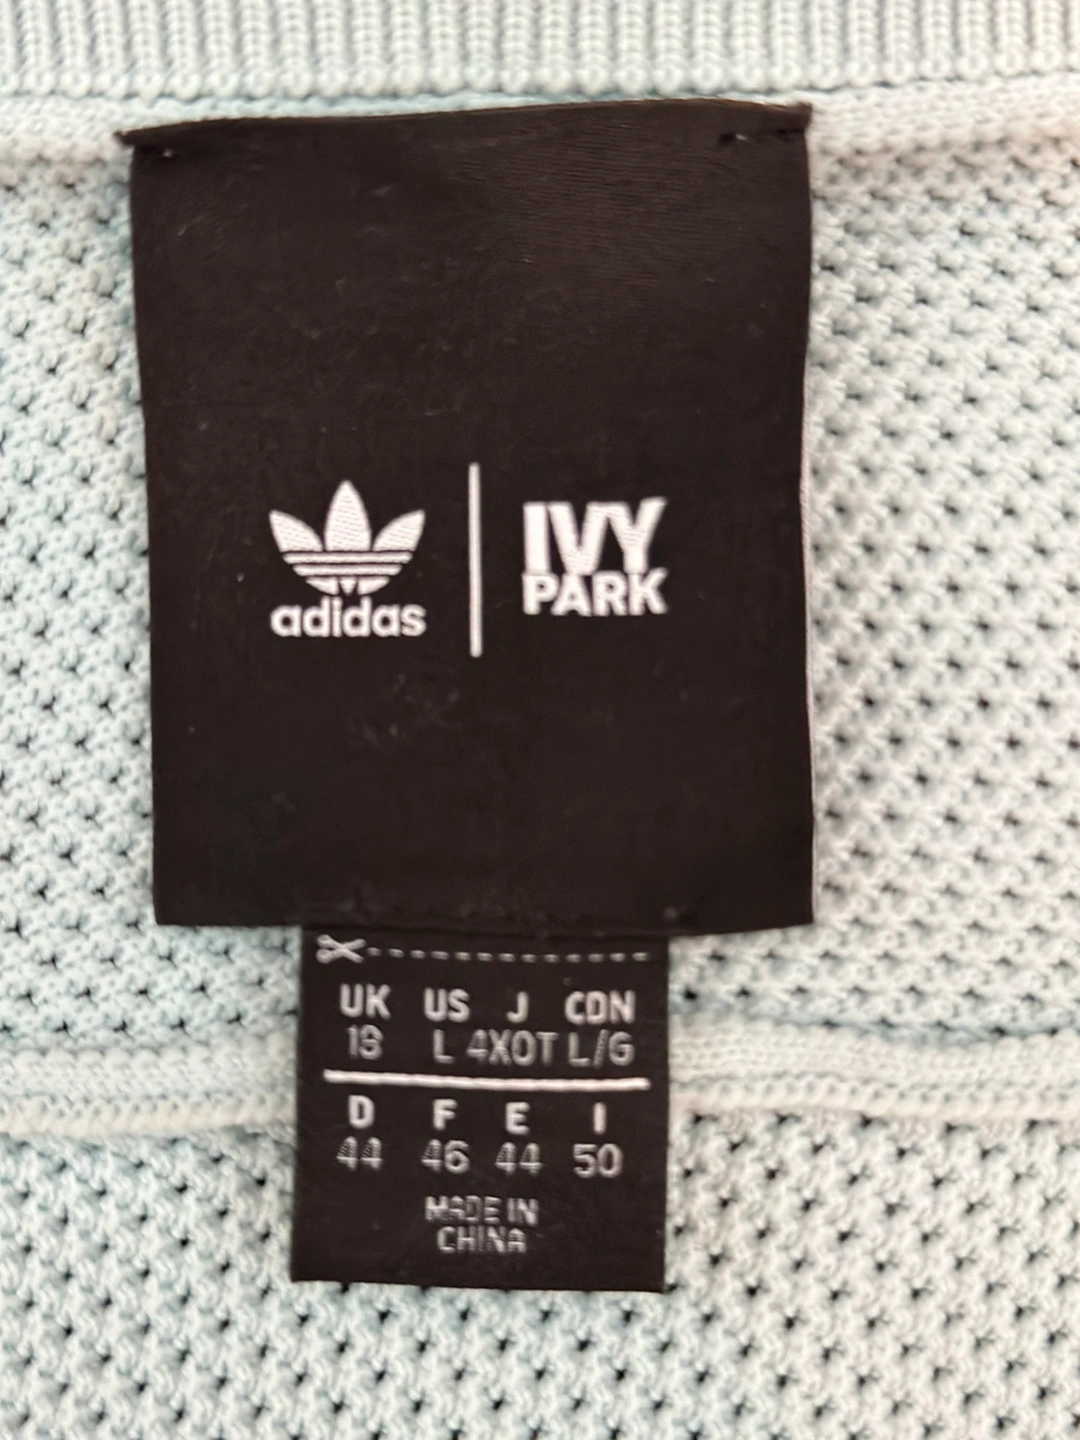 adidas
IVY
PARK
UK US J CDN
18 L 4XOT L/G
D F E I
44 46 44 50
MADE IN
CHINA